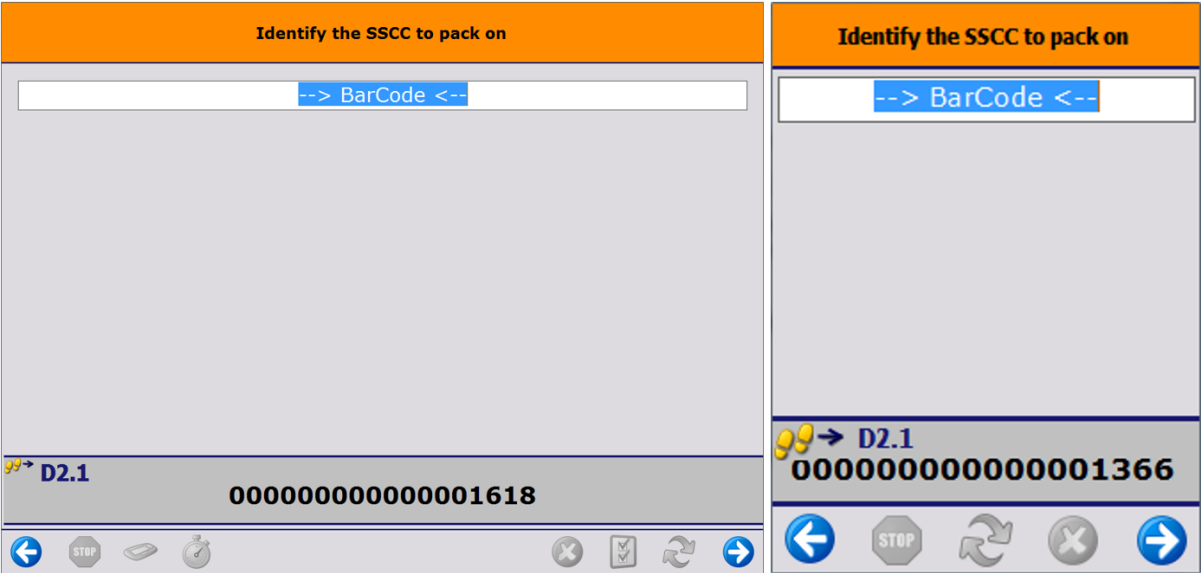 Identify the SSCC to pack on
--> BarCode <--
D2.1
000000000000001618
STOP
Identify the SSCC to pack on
--> BarCode <--
D2.1
000000000000001366
STOP